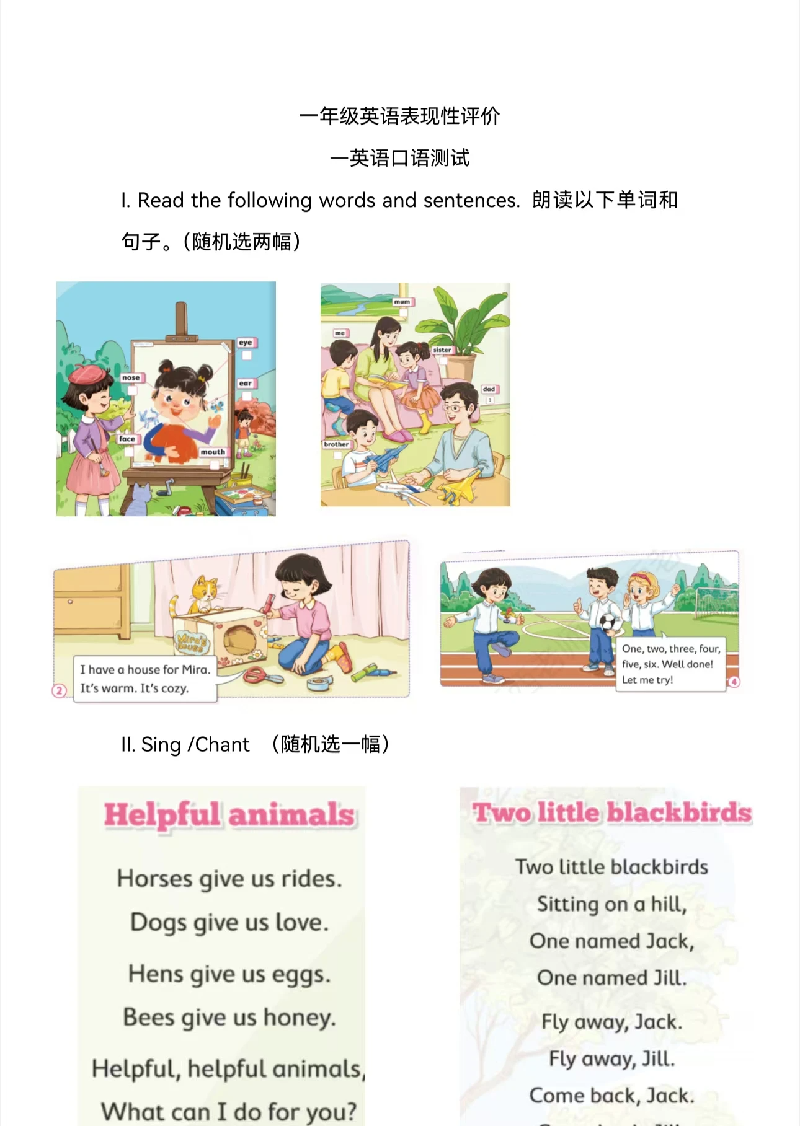 一年级英语表现性评价
—英语口语测试
I. Read the following words and sentences. 朗读以下单词和
句子。（随机选两幅）
eye
nose
ear
face
mouth
mam
me
sister
dad
1
brother
Mira's
house
I have a house for Mira.
It's warm. It's cozy.
2
One, two, three, four,
five, six. Well done!
Let me try!
4
II. Sing /Chant （随机选一幅）
Helpful animals
Horses give us rides.
Dogs give us love.
Hens give us eggs.
Bees give us honey.
Helpful, helpful animals,
What can I do for you?
Two little blackbirds
Two little blackbirds
Sitting on a hill,
One named Jack,
One named Jill.
Fly away, Jack.
Fly away, Jill.
Come back, Jack.